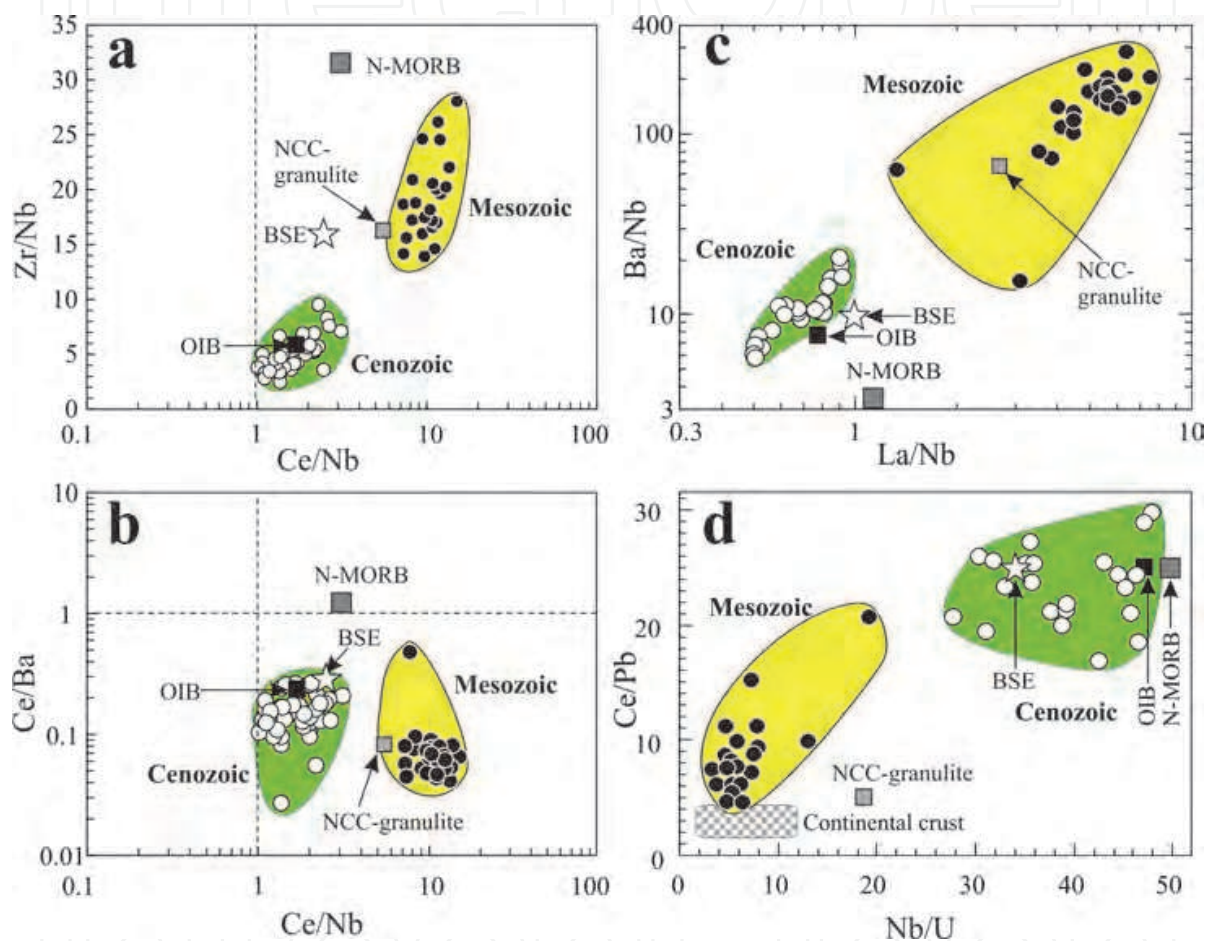 a
35
30
25
20
15
10
5
0
Zr/Nb
N-MORB
NCC-
granulite
BSE
Mesozoic
OIB
Cenozoic
0.1
1
10
100
Ce/Nb
c
400
100
10
3
Ba/Nb
Mesozoic
Cenozoic
NCC-
granulite
BSE
OIB
N-MORB
0.3
1
10
La/Nb
b
10
1
0.1
0.01
Ce/Ba
N-MORB
BSE
OIB
Mesozoic
Cenozoic
NCC-granulite
0.1
1
10
100
Ce/Nb
d
30
20
10
0
Ce/Pb
Mesozoic
BSE
Cenozoic
OIB
N-MORB
NCC-granulite
Continental crust
0
10
20
30
40
50
Nb/U